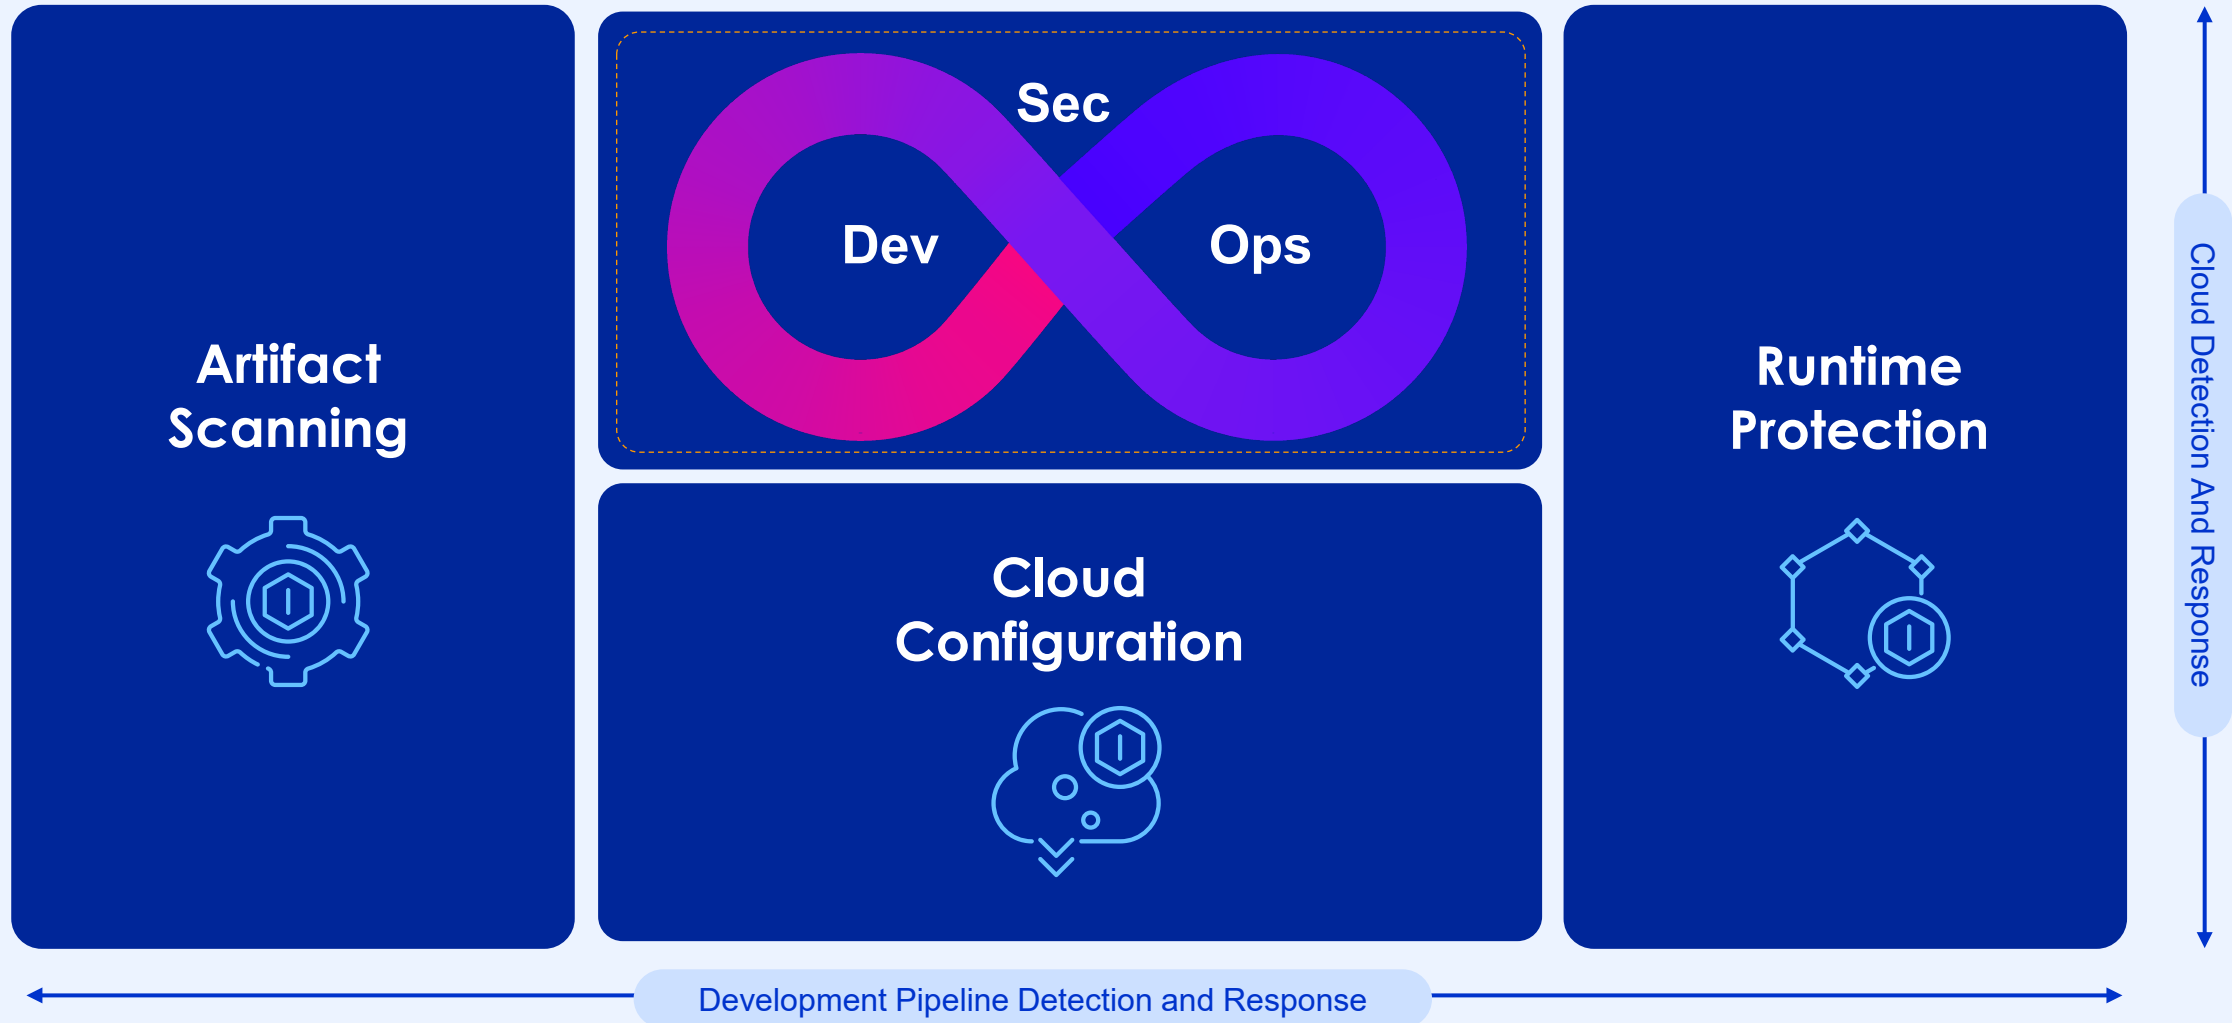 Artifact
Scanning
Sec
Dev
Ops
Cloud
Configuration
Runtime
Protection
Cloud Detection And Response
Development Pipeline Detection and Response